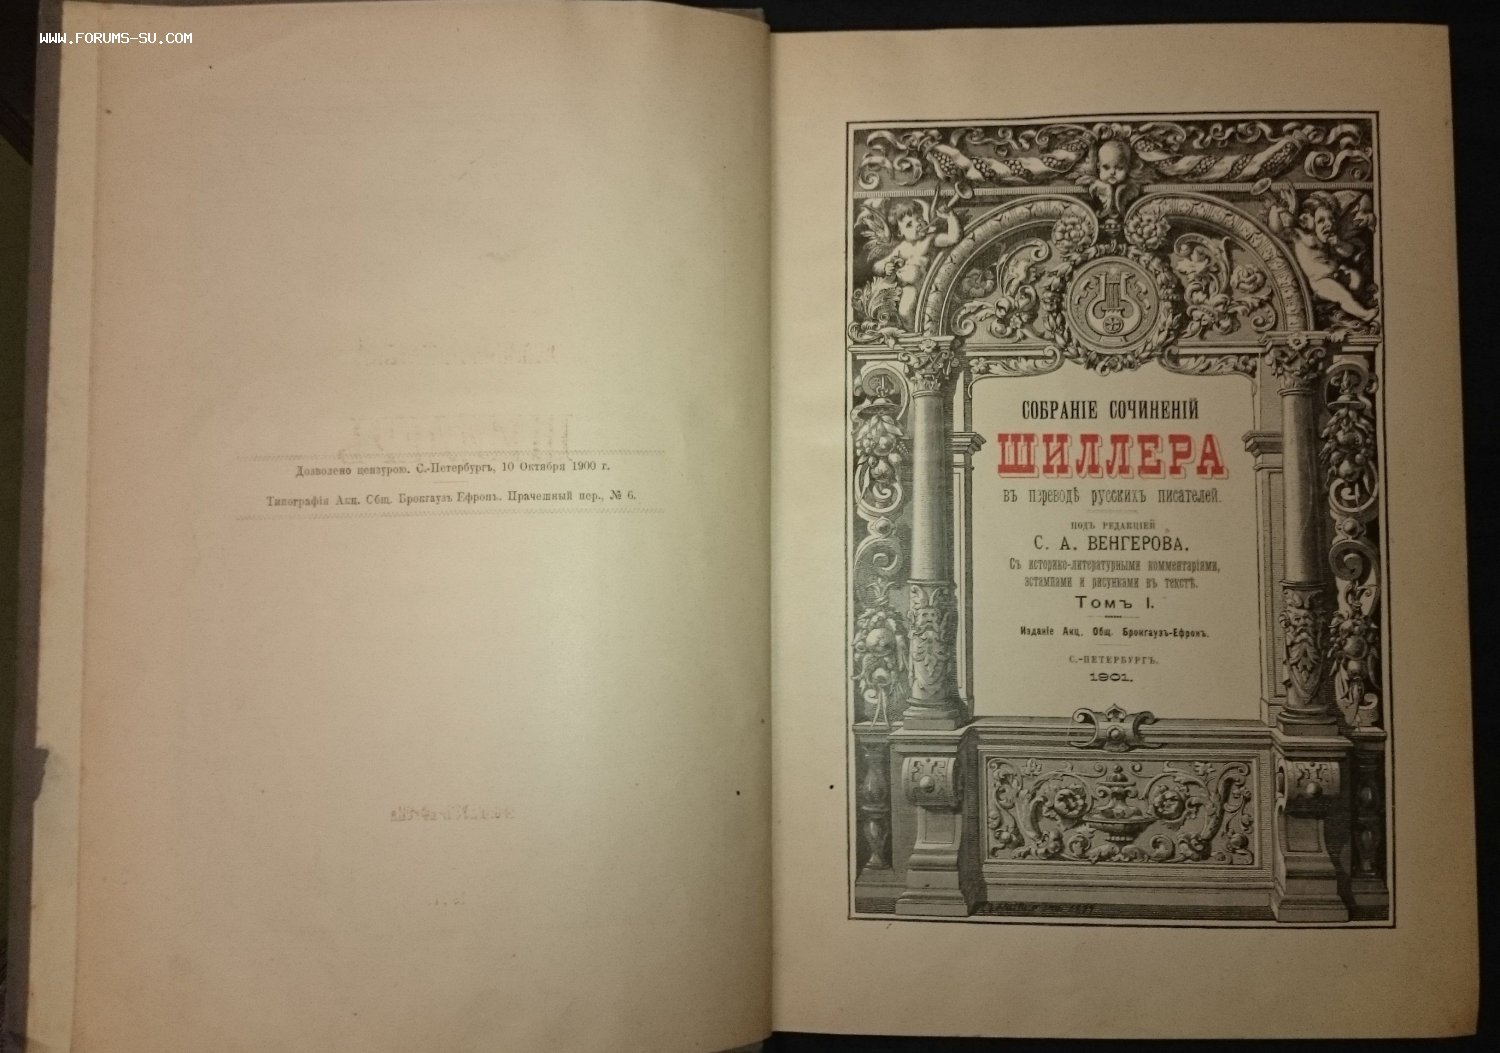 WWW.FORUMS-SU.COM
Дозволено цензурою. С.-Петербургъ, 10 Октября 1900 г.
Типографія Акц. Общ. Брокгаузъ Ефронъ. Прачешный пер., № 6.
СОБРАНІЕ СОЧИНЕНІЙ
ШИЛЛЕРА
въ переводѣ русскихъ писателей.
ПОДЪ РЕДАКЦІЕЙ
С. А. ВЕНГЕРОВА.
Съ историко-литературными комментаріями,
эстампами и рисунками въ текстѣ.
Томъ I.
Изданіе Акц. Общ. Брокгаузъ-Ефронъ.
С.-ПЕТЕРБУРГЪ.
1901.